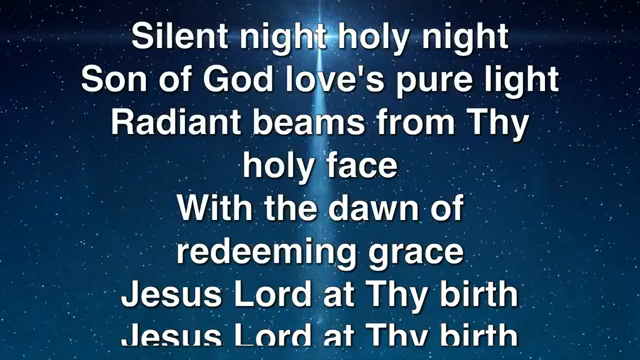 Silent night holy night
Son of God love's pure light
Radiant beams from Thy
holy face
With the dawn of
redeeming grace
Jesus Lord at Thy birth
Jesus Lord at Thy birth